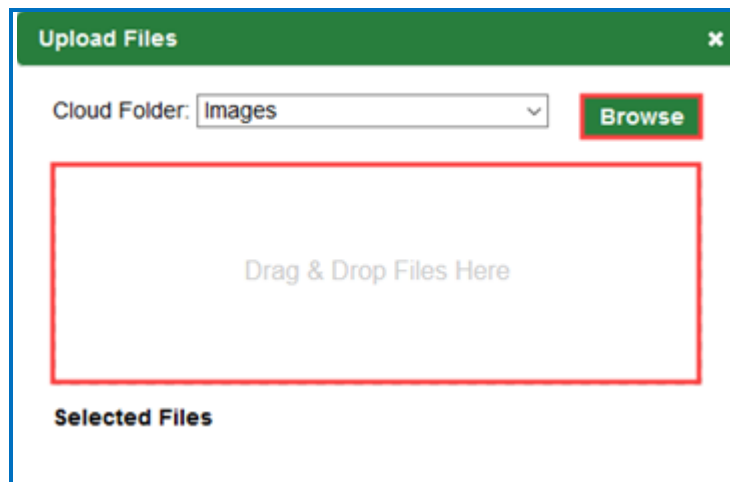 Upload Files
Cloud Folder: Images Browse
Drag & Drop Files Here
Selected Files